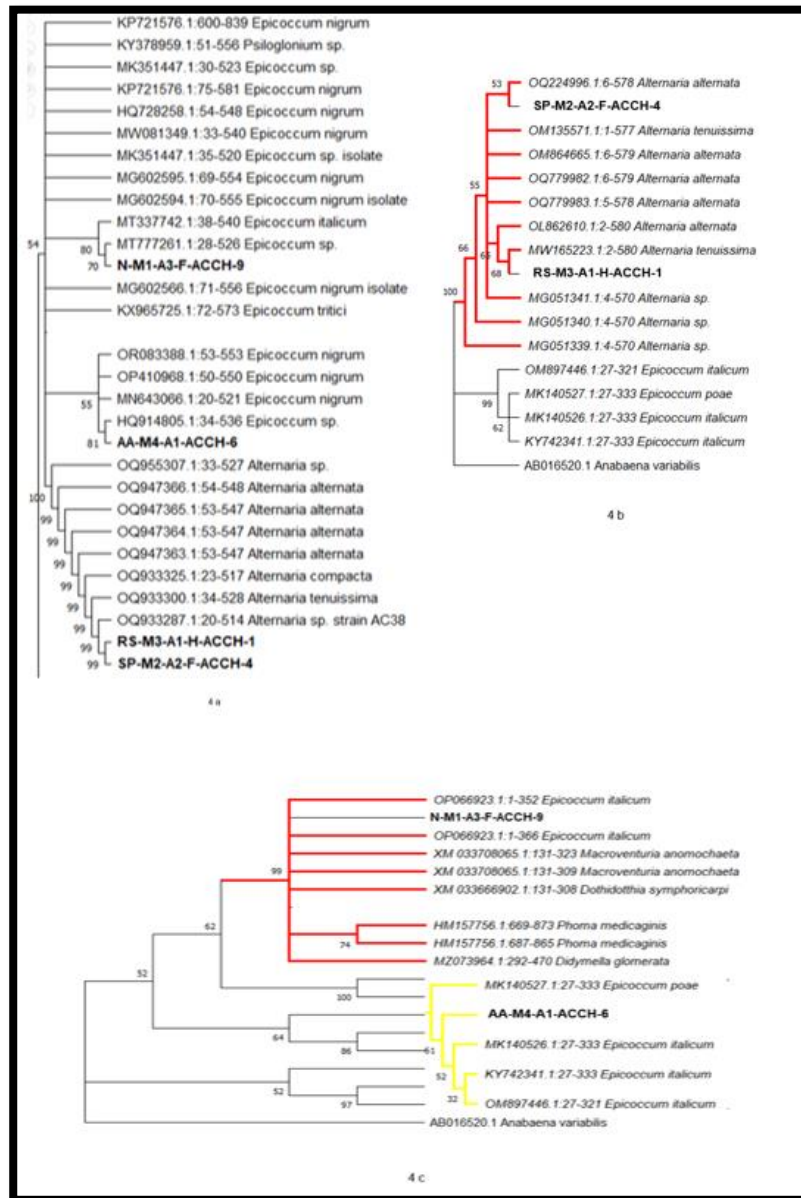 KP721576.1:600-839 Epicoccum nigrum
KY378959.1:51-556 Psiloglonium sp.
MK351447.1:30-523 Epicoccum sp.
KP721576.1:75-581 Epicoccum nigrum
HQ728258.1:54-548 Epicoccum nigrum
MW081349.1:33-540 Epicoccum nigrum
MK351447.1:35-520 Epicoccum sp. isolate
MG602595.1:69-554 Epicoccum nigrum
MG602594.1:70-555 Epicoccum nigrum isolate
MT337742.1:38-540 Epicoccum italicum
54
80
MT777261.1:28-526 Epicoccum sp.
70
N-M1-A3-F-ACCH-9
MG602566.1:71-556 Epicoccum nigrum isolate
KX965725.1:72-573 Epicoccum tritici
OR083388.1:53-553 Epicoccum nigrum
OP410968.1:50-550 Epicoccum nigrum
55
MN643066.1:20-521 Epicoccum nigrum
HQ914805.1:34-536 Epicoccum sp.
81
AA-M4-A1-ACCH-6
OQ955307.1:33-527 Alternaria sp.
100
OQ947366.1:54-548 Alternaria alternata
99
OQ947365.1:53-547 Alternaria alternata
99
OQ947364.1:53-547 Alternaria alternata
99
OQ947363.1:53-547 Alternaria alternata
99
OQ933325.1:23-517 Alternaria compacta
99
OQ933300.1:34-528 Alternaria tenuissima
99
OQ933287.1:20-514 Alternaria sp. strain AC38
99
RS-M3-A1-H-ACCH-1
99
SP-M2-A2-F-ACCH-4
4 a
53
OQ224996.1:6-578 Alternaria alternata
SP-M2-A2-F-ACCH-4
OM135571.1:1-577 Alternaria tenuissima
OM864665.1:6-579 Alternaria alternata
55
OQ779982.1:6-579 Alternaria alternata
OQ779983.1:5-578 Alternaria alternata
OL862610.1:2-580 Alternaria alternata
66
MW165223.1:2-580 Alternaria tenuissima
68
RS-M3-A1-H-ACCH-1
100
MG051341.1:4-570 Alternaria sp.
MG051340.1:4-570 Alternaria sp.
MG051339.1:4-570 Alternaria sp.
OM897446.1:27-321 Epicoccum italicum
99
MK140527.1:27-333 Epicoccum poae
MK140526.1:27-333 Epicoccum italicum
62
KY742341.1:27-333 Epicoccum italicum
AB016520.1 Anabaena variabilis
4 b
OP066923.1:1-352 Epicoccum italicum
N-M1-A3-F-ACCH-9
OP066923.1:1-366 Epicoccum italicum
XM 033708065.1:131-323 Macroventuria anomochaeta
99
XM 033708065.1:131-309 Macroventuria anomochaeta
XM 033666902.1:131-308 Dothidotthia symphoricarpi
62
HM157756.1:669-873 Phoma medicaginis
74
HM157756.1:687-865 Phoma medicaginis
MZ073964.1:292-470 Didymella glomerata
52
MK140527.1:27-333 Epicoccum poae
100
AA-M4-A1-ACCH-6
64
MK140526.1:27-333 Epicoccum italicum
86
61
52
KY742341.1:27-333 Epicoccum italicum
52
32
97
OM897446.1:27-321 Epicoccum italicum
AB016520.1 Anabaena variabilis
4 c